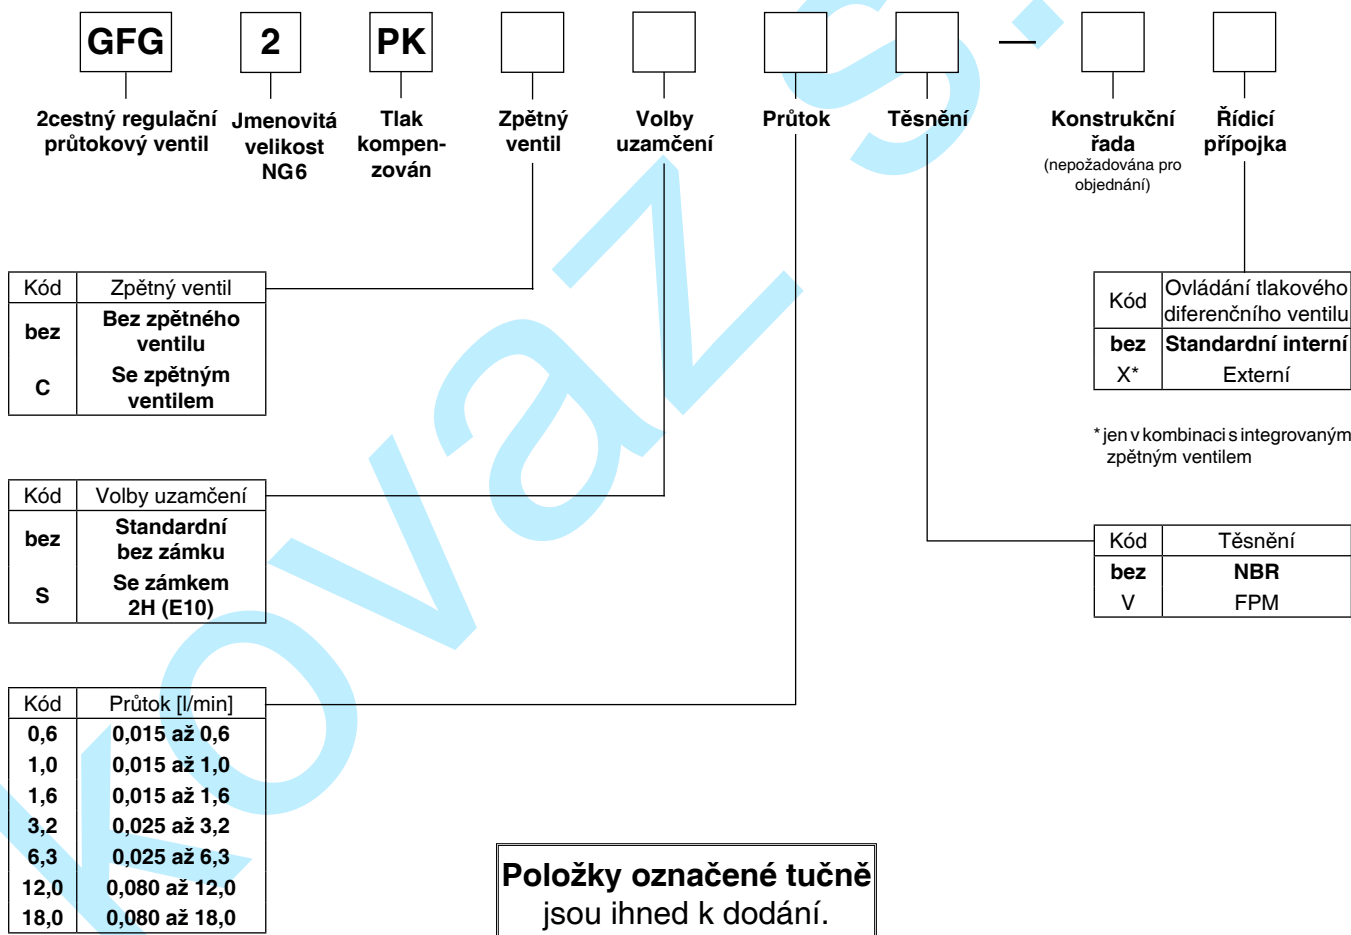 GFG 2 PK —
2cestný regulační
průtokový ventil
Jmenovitá
velikost
NG6
Tlak
kompen-
zován
Zpětný
ventil
Volby
uzamčení
Průtok
Těsnění
Konstrukční
řada
(nepožadována pro
objednání)
Řídicí
přípojka
Kód Zpětný ventil
bez Bez zpětného
ventilu
C Se zpětným
ventilem
Kód Ovládání tlakového
diferenčního ventilu
bez Standardní interní
X* Externí
* jen v kombinaci s integrovaným
zpětným ventilem
Kód Volby uzamčení
bez Standardní
bez zámku
S Se zámkem
2H (E10)
Kód Těsnění
bez NBR
V FPM
Kód Průtok [l/min]
0,6 0,015 až 0,6
1,0 0,015 až 1,0
1,6 0,015 až 1,6
3,2 0,025 až 3,2
6,3 0,025 až 6,3
12,0 0,080 až 12,0
18,0 0,080 až 18,0
Položky označené tučně
jsou ihned k dodání.
kovaz s.